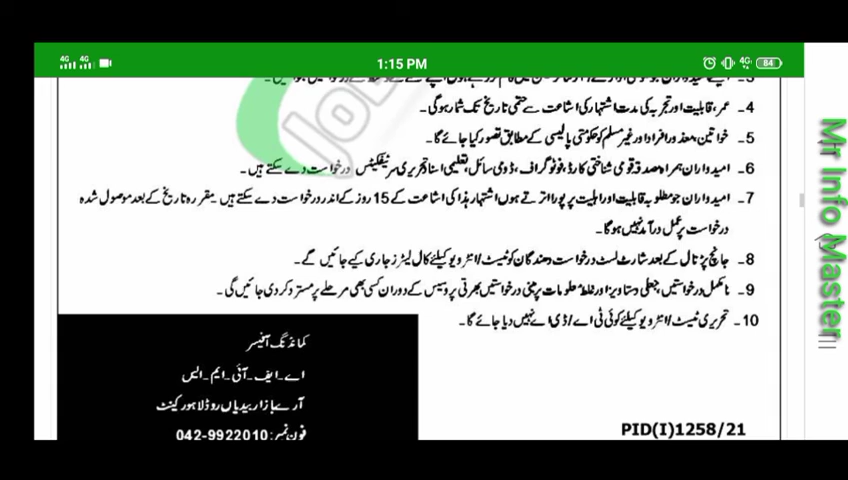 1:15 PM
84
4۔ عمر، قابلیت اور تجربہ کی مدت اشتہار کی اشاعت سے حتمی تاریخ تک شمار ہوگی۔
5۔ خواتین، معذور افراد اور غیر مسلم کو حکومتی پالیسی کے مطابق تصور کیا جائے گا۔
6۔ امیدواران ہمراہ مصدقہ قومی شناختی کارڈ، فوٹوگراف، ڈومی سائل، تعلیمی اسناد، تجربہ کی سرٹیفکیٹس درخواست دے سکتے ہیں۔
7۔ امیدواران جو مطلوبہ قابلیت اور اہلیت پر پورا اترتے ہوں اشتہار ہذا کی اشاعت کے 15 روز کے اندر درخواست دے سکتے ہیں۔ مقررہ تاریخ کے بعد موصول شدہ
درخواست پر عمل درآمد نہیں ہوگا۔
8۔ جانچ پڑتال کے بعد شارٹ لسٹ درخواست دھندگان کو ٹیسٹ/انٹرویو کیلئے کال لیٹرز جاری کیے جائیں گے۔
9۔ نامکمل درخواستیں، جعلی دستاویز اور غلط معلومات پر مبنی درخواستیں بھرتی پروسیس کے دوران کسی بھی مرحلے پر مسترد کر دی جائیں گی۔
10۔ تحریری ٹیسٹ/انٹرویو کیلئے کوئی ٹی اے/ڈی اے نہیں دیا جائے گا۔
کمانڈنگ آفیسر
اے۔ایف۔آئی۔ایم۔ایس
آر اے بازار بیدیاں روڈ لاہور کینٹ
فون نمبر: 042-9922010
PID(I)1258/21
Mr Info Master